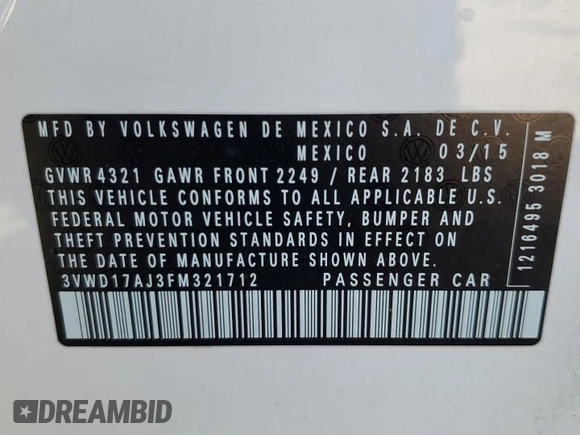 MFD BY VOLKSWAGEN DE MEXICO S.A. DE C.V.
MEXICO 03/15
GVWR 4321 GAWR FRONT 2249 / REAR 2183 LBS
THIS VEHICLE CONFORMS TO ALL APPLICABLE U.S.
FEDERAL MOTOR VEHICLE SAFETY, BUMPER AND
THEFT PREVENTION STANDARDS IN EFFECT ON
THE DATE OF MANUFACTURE SHOWN ABOVE.
3VWD17AJ3FM321712 PASSENGER CAR
1216495 3018 M
DREAMBID